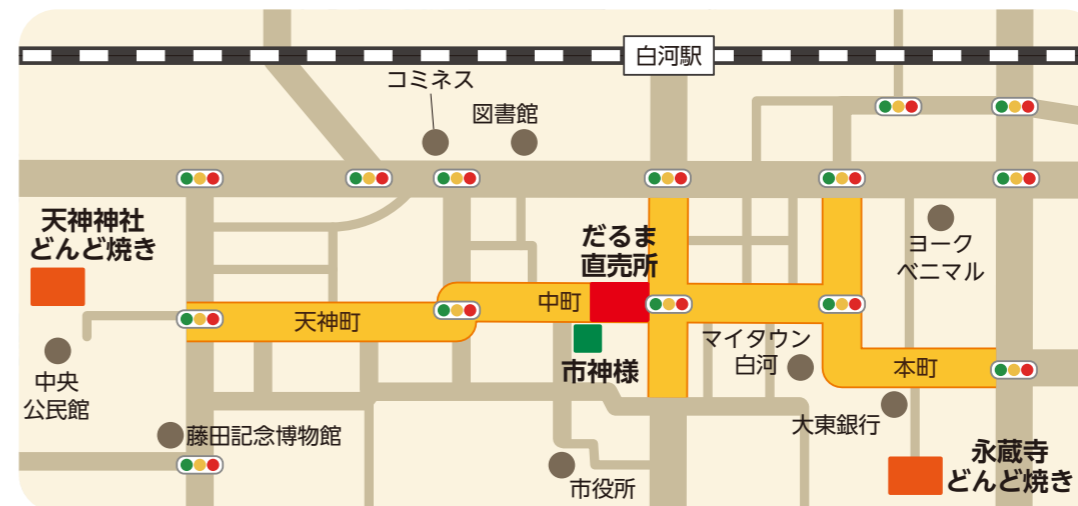 白河駅
コミネス
図書館
天神神社
どんど焼き
だるま
直売所
ヨーク
ベニマル
中町
天神町
マイタウン
白河
市神様
本町
中央
公民館
大東銀行
藤田記念博物館
永蔵寺
どんど焼き
市役所